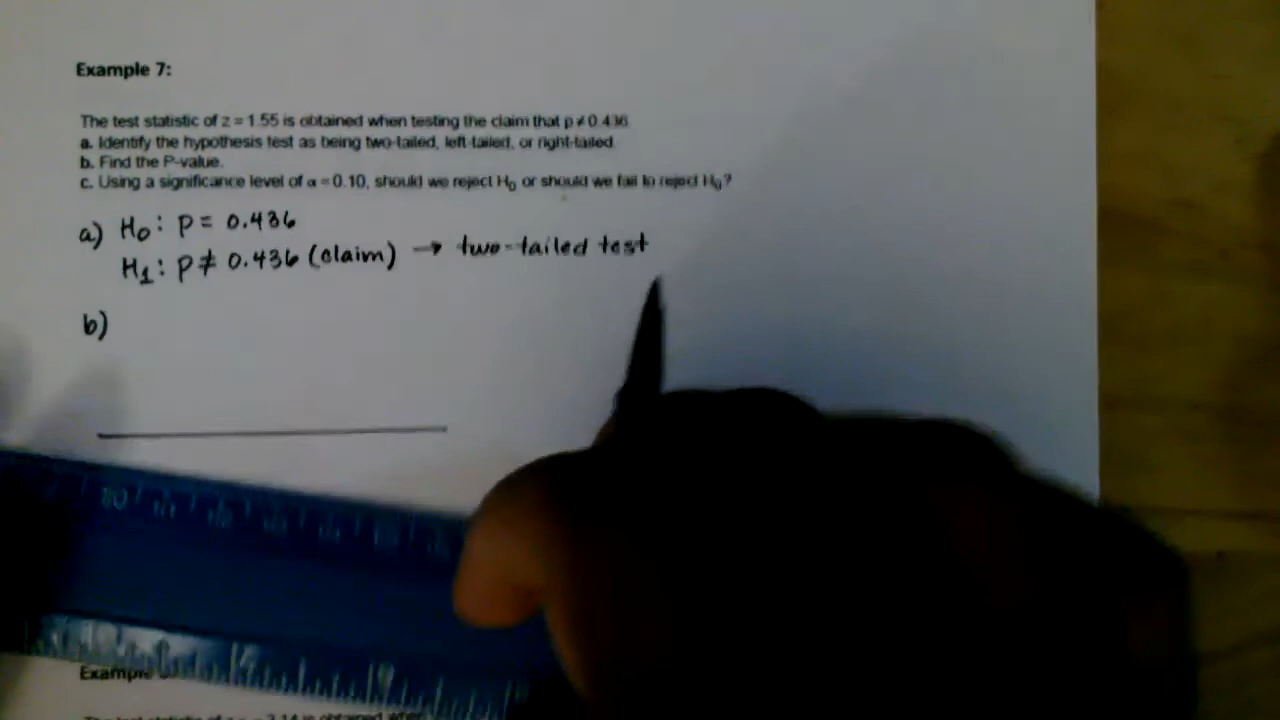 Example 7:
The test statistic of z = 1.55 is obtained when testing the claim that p ≠ 0.436
a. Identify the hypothesis test as being two-tailed, left-tailed, or right-tailed.
b. Find the P-value.
c. Using a significance level of α = 0.10, should we reject H₀ or should we fail to reject H₀?
a) H₀: p = 0.436
H₁: p ≠ 0.436 (claim) → two-tailed test
b)